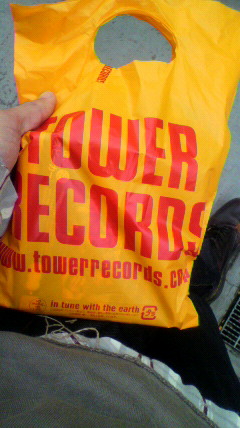 TOWER
RECORDS
www.towerrecords.co
in tune with the earth